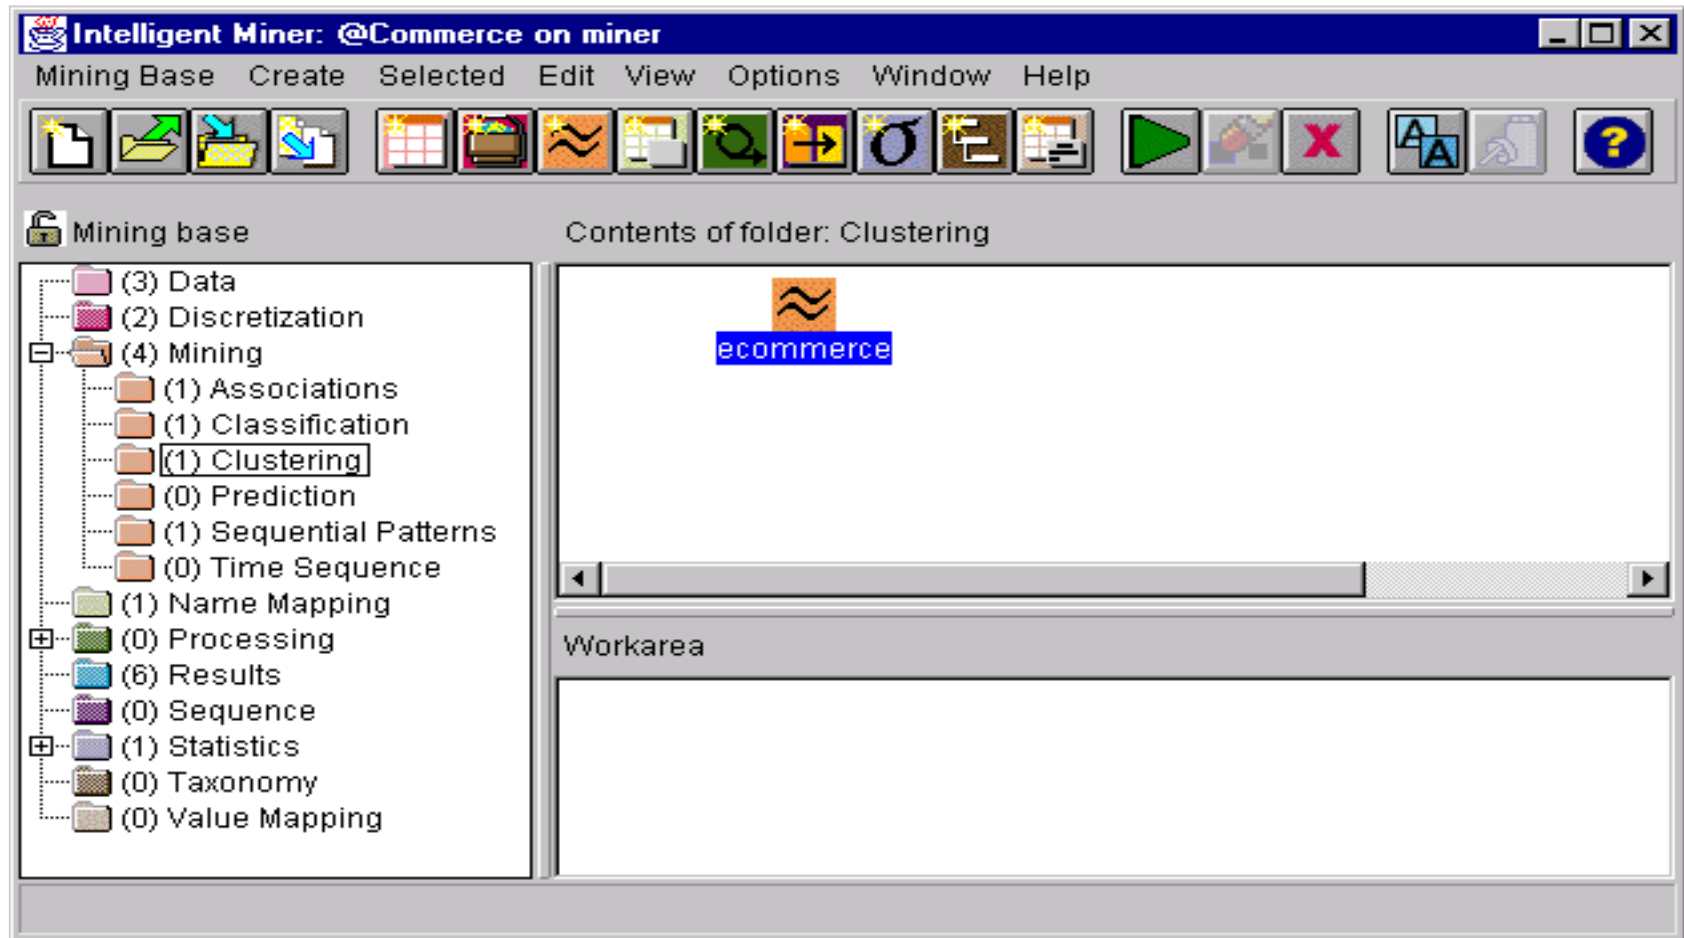 Intelligent Miner: @Commerce on miner
Mining Base Create Selected Edit View Options Window Help
Mining base
Contents of folder: Clustering
(3) Data
(2) Discretization
(4) Mining
(1) Associations
(1) Classification
(1) Clustering
(0) Prediction
(1) Sequential Patterns
(0) Time Sequence
(1) Name Mapping
(0) Processing
(6) Results
(0) Sequence
(1) Statistics
(0) Taxonomy
(0) Value Mapping
ecommerce
Workarea